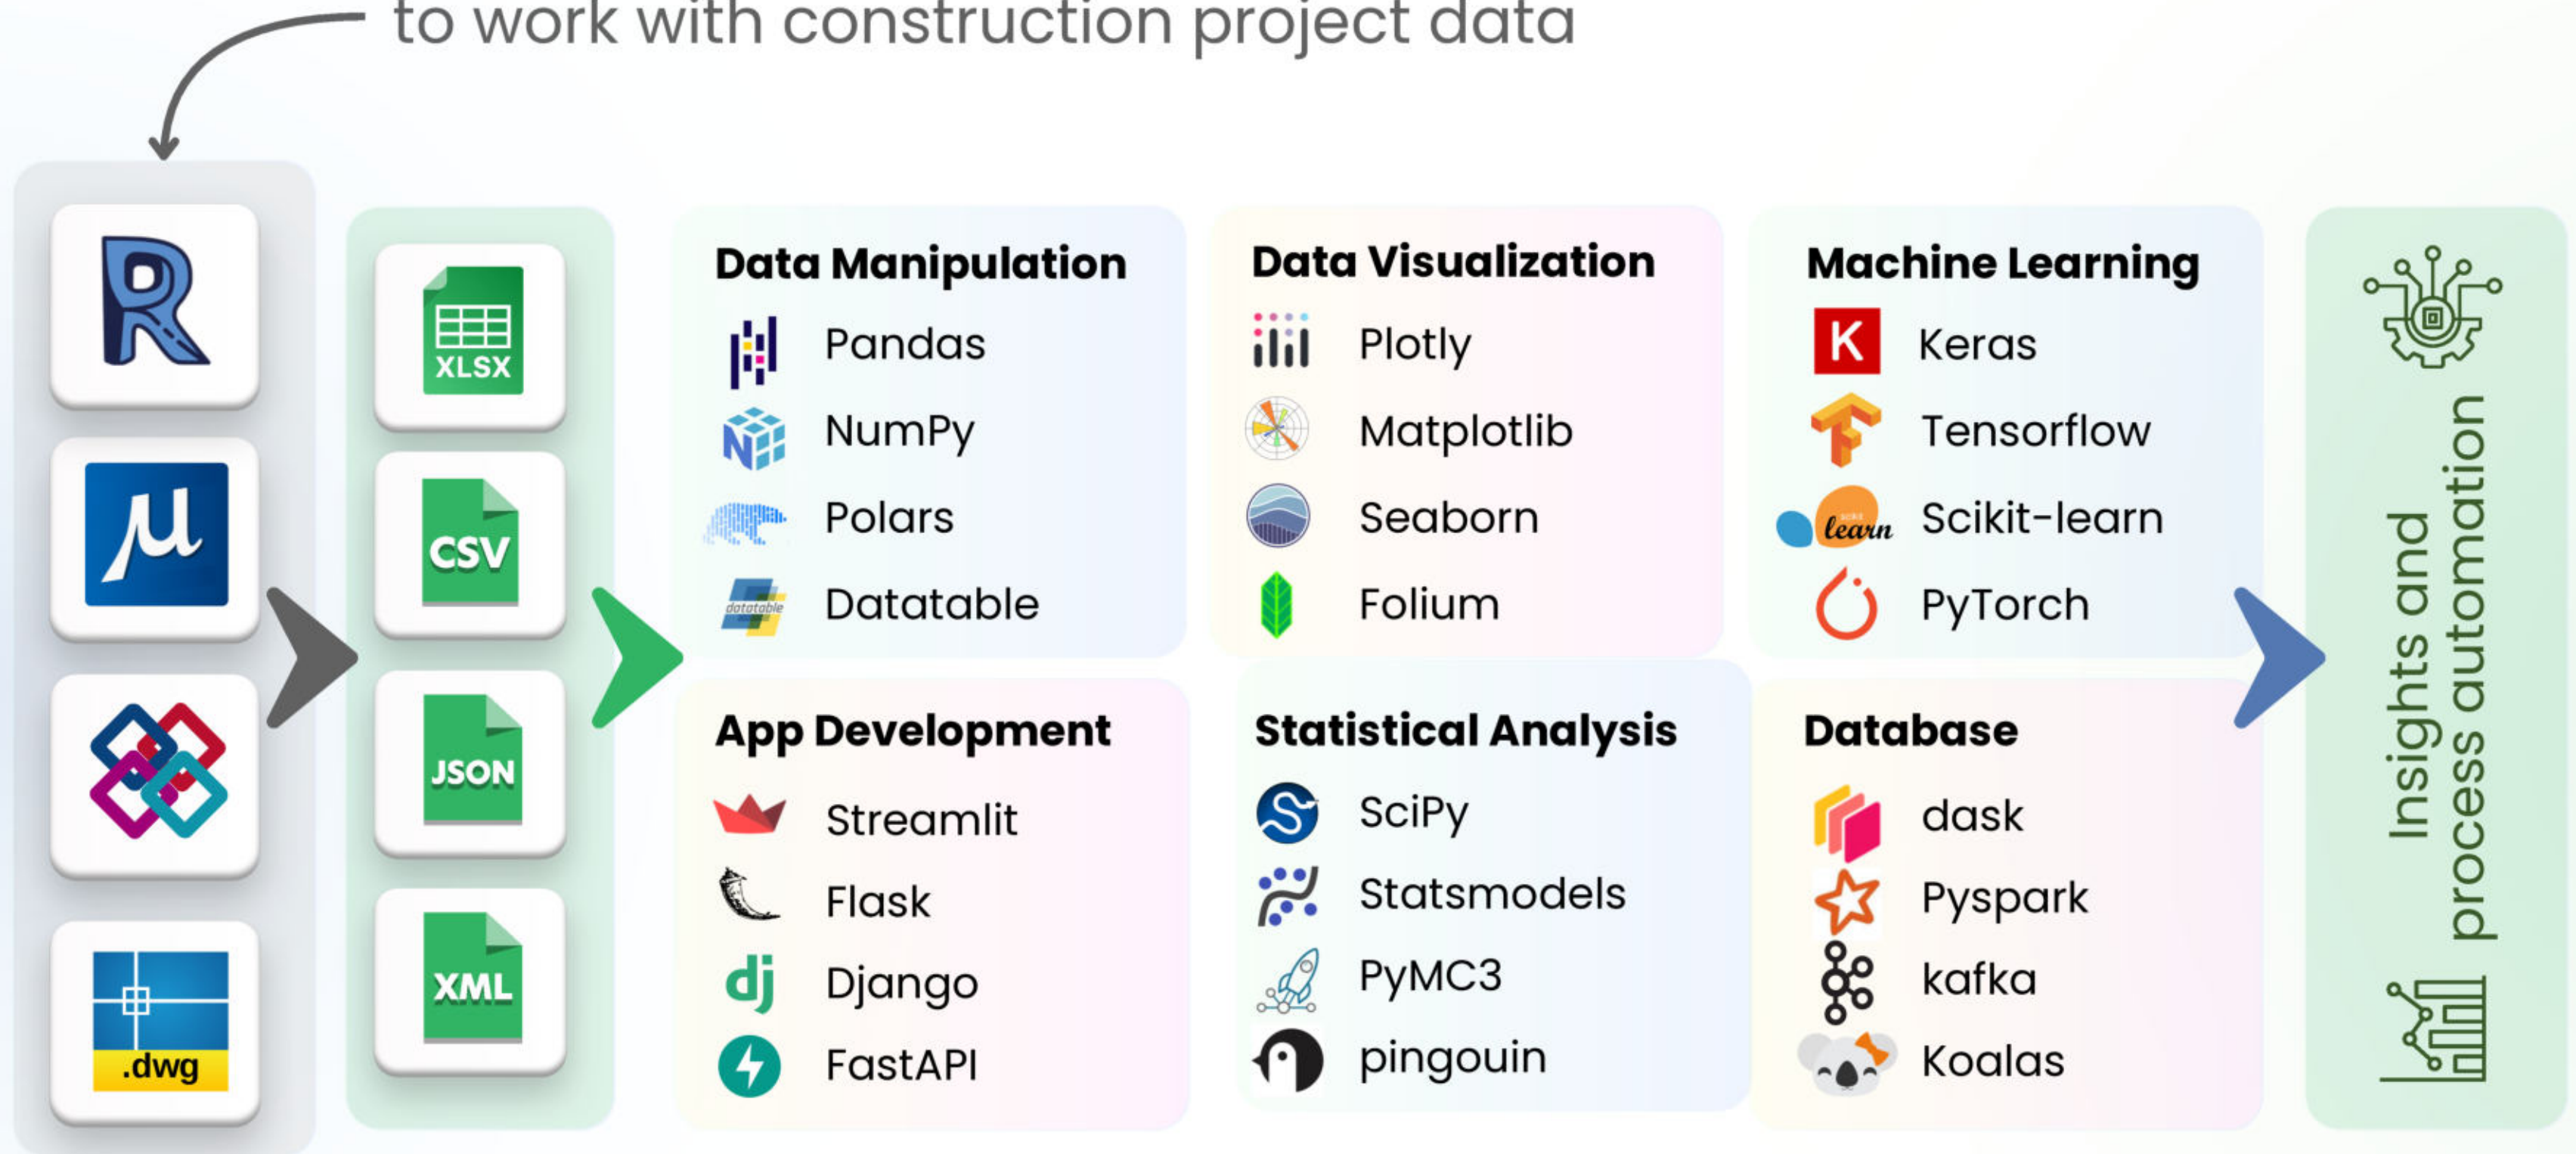 to work with construction project data
R
μ
.dwg
XLSX
CSV
JSON
XML
Data Manipulation
Pandas
NumPy
Polars
datatable
Datatable
Data Visualization
Plotly
Matplotlib
Seaborn
Folium
Machine Learning
K
Keras
Tensorflow
scikit
learn
Scikit-learn
PyTorch
App Development
Streamlit
Flask
dj
Django
FastAPI
Statistical Analysis
SciPy
Statsmodels
PyMC3
pingouin
Database
dask
Pyspark
kafka
Koalas
Insights and
process automation